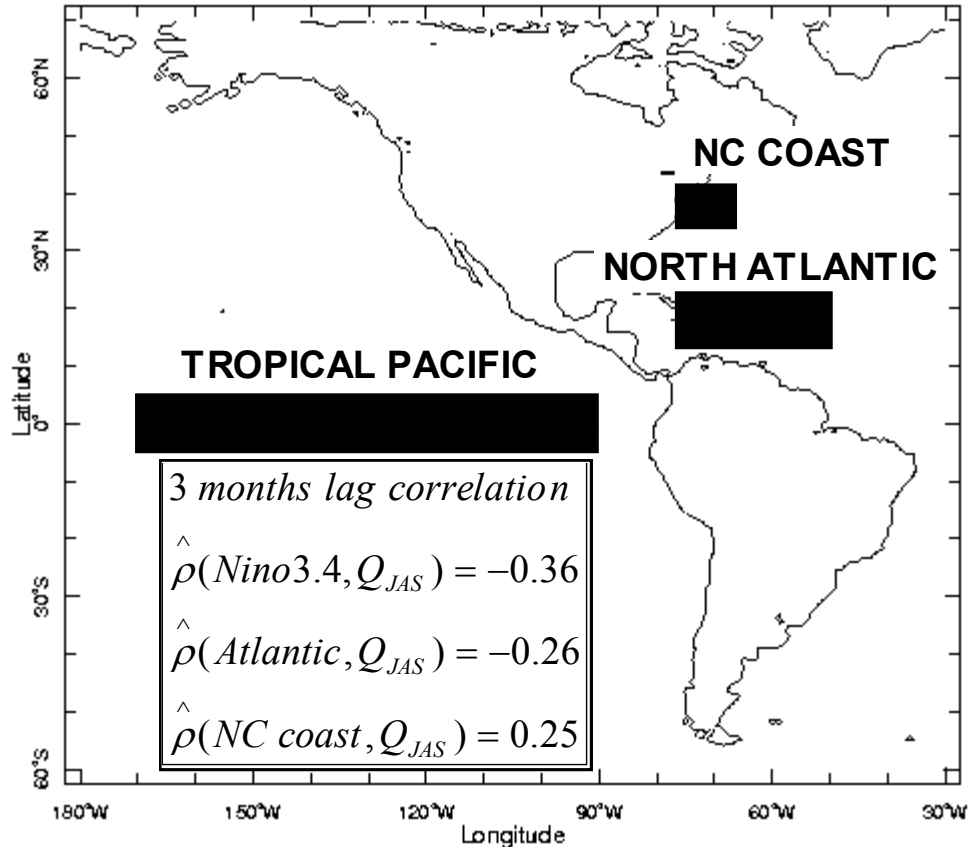 NC COAST
NORTH ATLANTIC
TROPICAL PACIFIC
3 months lag correlation
ρ̂(Nino3.4, Q_JAS) = −0.36
ρ̂(Atlantic, Q_JAS) = −0.26
ρ̂(NC coast, Q_JAS) = 0.25
Latitude
60°N
30°N
0°
30°S
60°S
180°W 150°W 120°W 90°W 60°W 30°W
Longitude